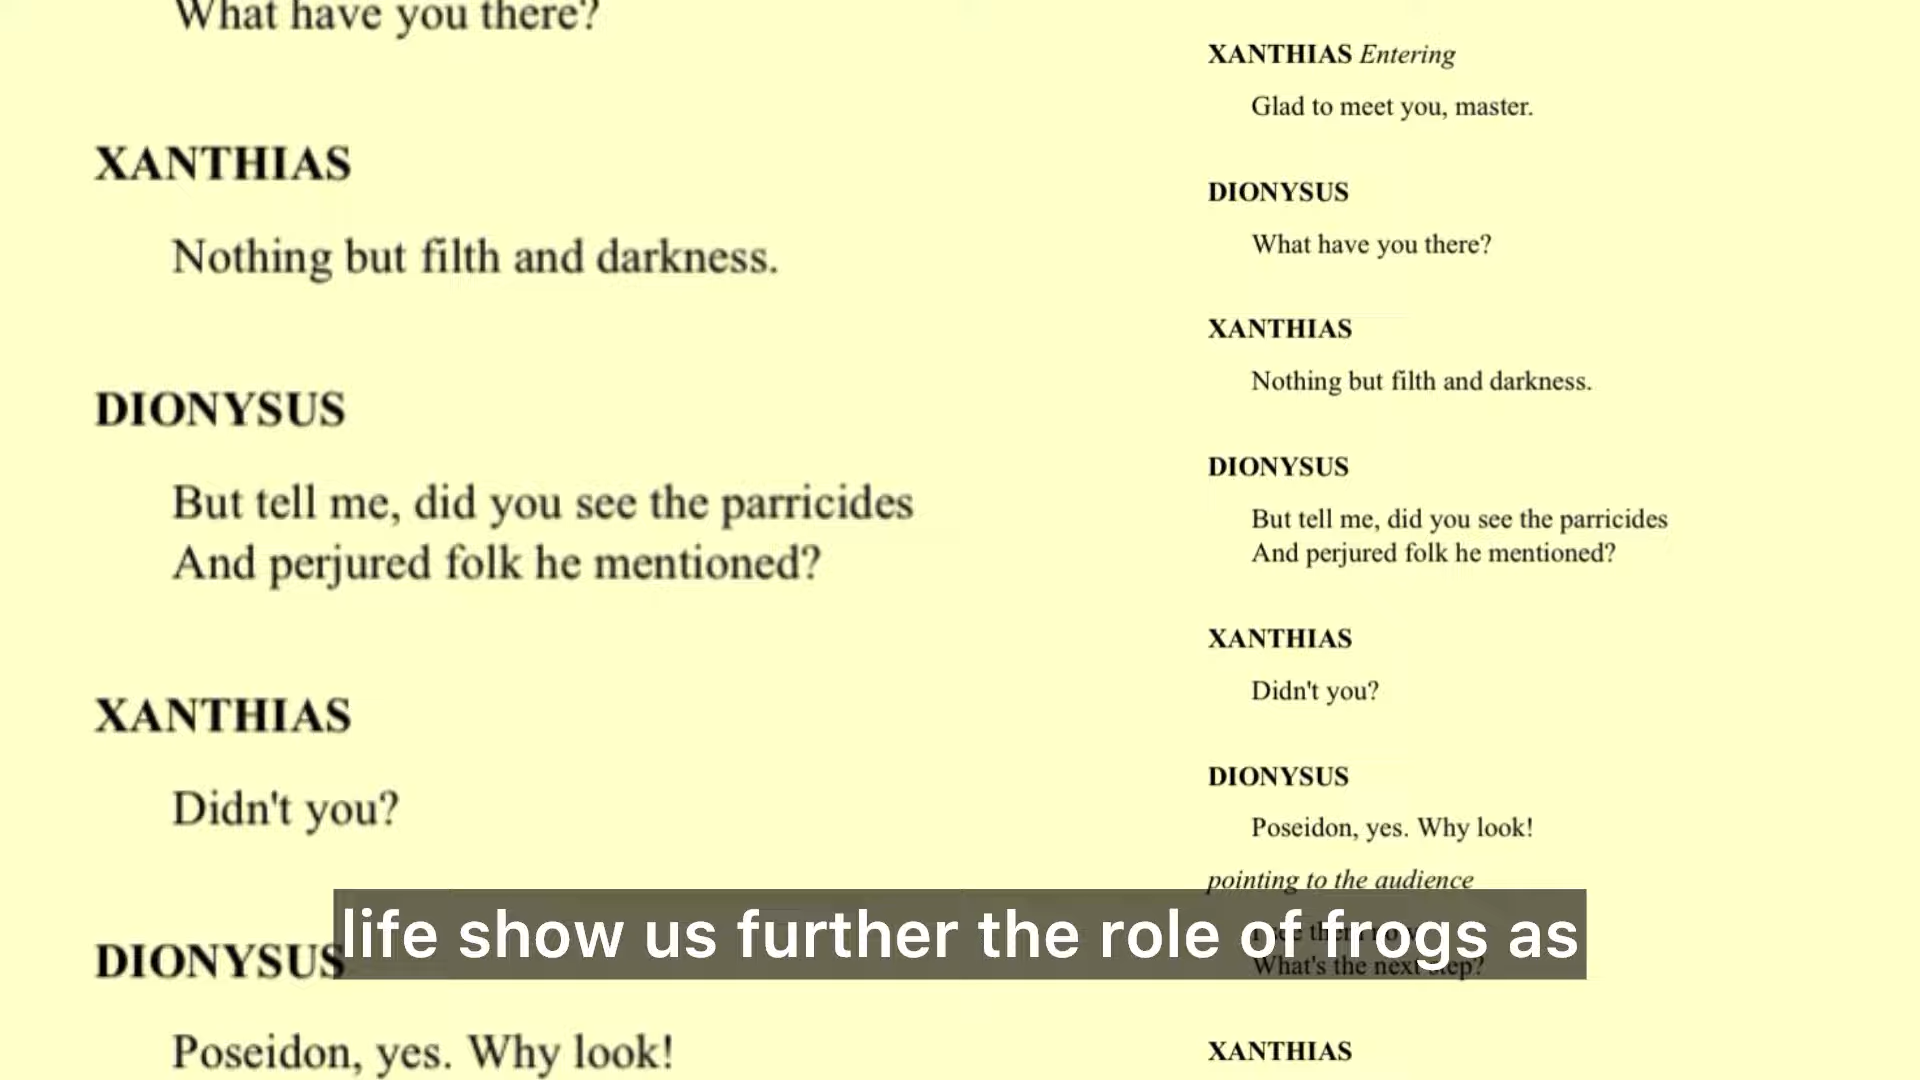 What have you there?
XANTHIAS
Nothing but filth and darkness.
DIONYSUS
But tell me, did you see the parricides
And perjured folk he mentioned?
XANTHIAS
Didn't you?
DIONYSUS
Poseidon, yes. Why look!
XANTHIAS Entering
Glad to meet you, master.
DIONYSUS
What have you there?
XANTHIAS
Nothing but filth and darkness.
DIONYSUS
But tell me, did you see the parricides
And perjured folk he mentioned?
XANTHIAS
Didn't you?
DIONYSUS
Poseidon, yes. Why look!
pointing to the audience
What's the next step?
XANTHIAS
life show us further the role of frogs as